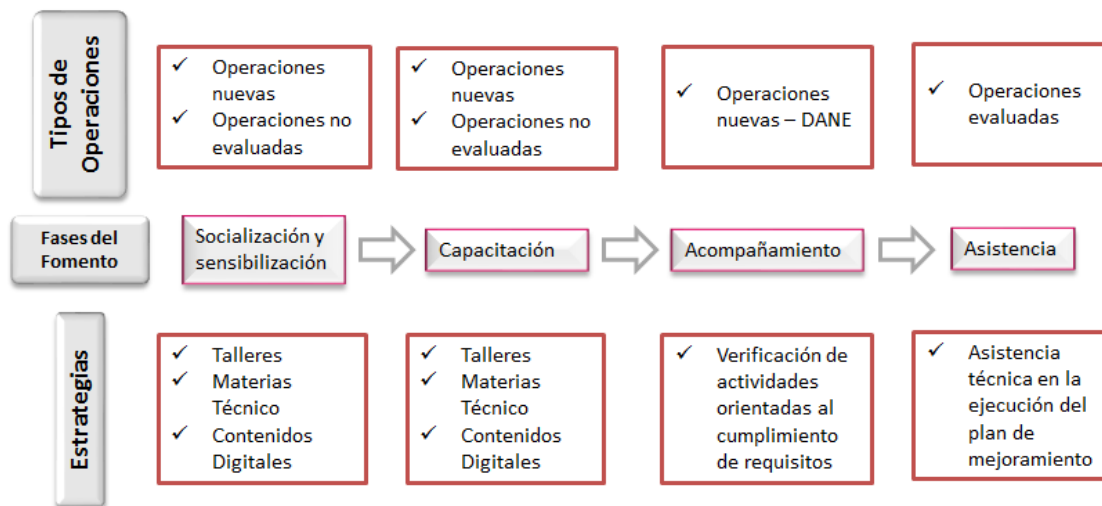 Tipos de
Operaciones
✓ Operaciones
nuevas
✓ Operaciones no
evaluadas
✓ Operaciones
nuevas
✓ Operaciones no
evaluadas
✓ Operaciones
nuevas – DANE
✓ Operaciones
evaluadas
Fases del
Fomento
Socialización y
sensibilización
Capacitación
Acompañamiento
Asistencia
Estrategias
✓ Talleres
✓ Materias
Técnico
✓ Contenidos
Digitales
✓ Talleres
✓ Materias
Técnico
✓ Contenidos
Digitales
✓ Verificación de
actividades
orientadas al
cumplimiento
de requisitos
✓ Asistencia
técnica en la
ejecución del
plan de
mejoramiento